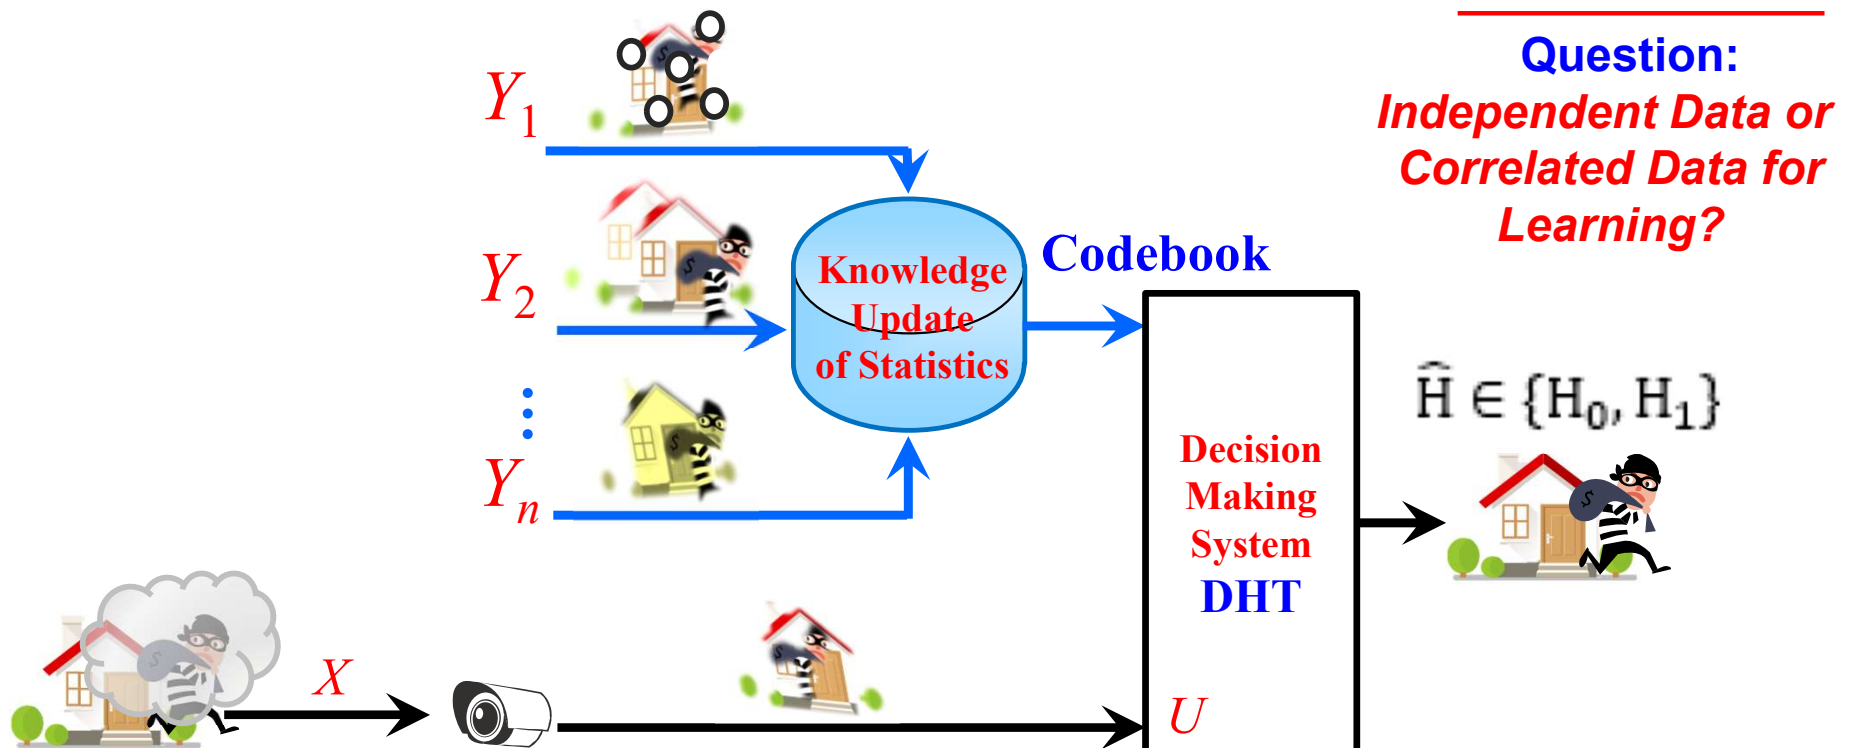 Question:
Independent Data or
Correlated Data for
Learning?
Y₁
Y₂
⋮
Yₙ
Knowledge
Update
of Statistics
Codebook
Ĥ ∈ {H₀, H₁}
Decision
Making
System
DHT
X
U